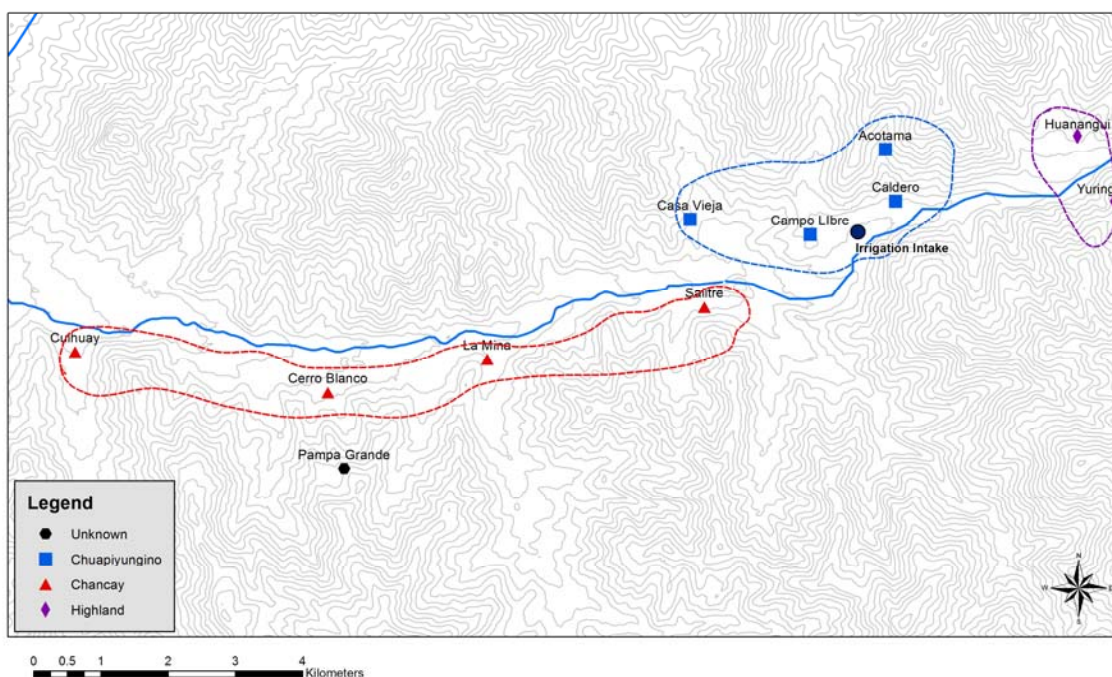 Huanangui
Acotama
Caldero
Yuring
Casa Vieja
Campo LIbre
Irrigation Intake
Salitre
Culhuay
La Mina
Cerro Blanco
Pampa Grande
Legend
Unknown
Chuapiyungino
Chancay
Highland
N
W
E
S
0 0.5 1 2 3 4
Kilometers